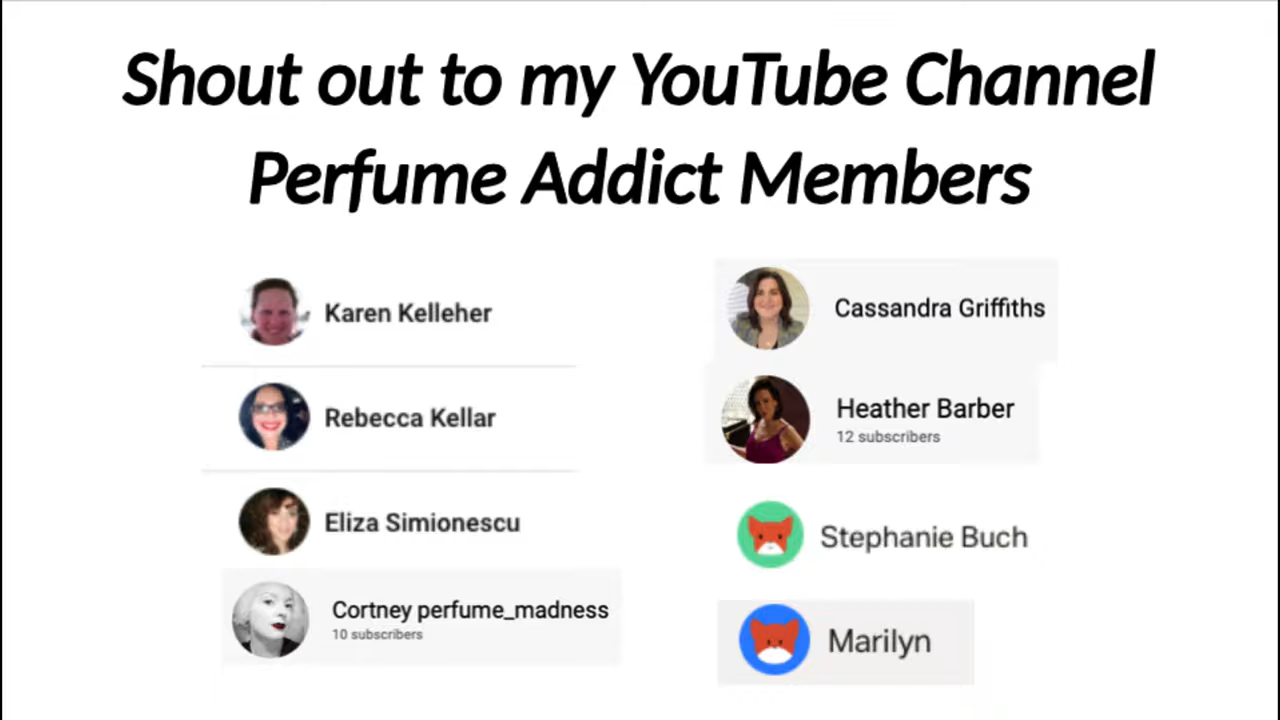 Shout out to my YouTube Channel
Perfume Addict Members
Karen Kelleher
Rebecca Kellar
Eliza Simionescu
Cortney perfume_madness
10 subscribers
Cassandra Griffiths
Heather Barber
12 subscribers
Stephanie Buch
Marilyn